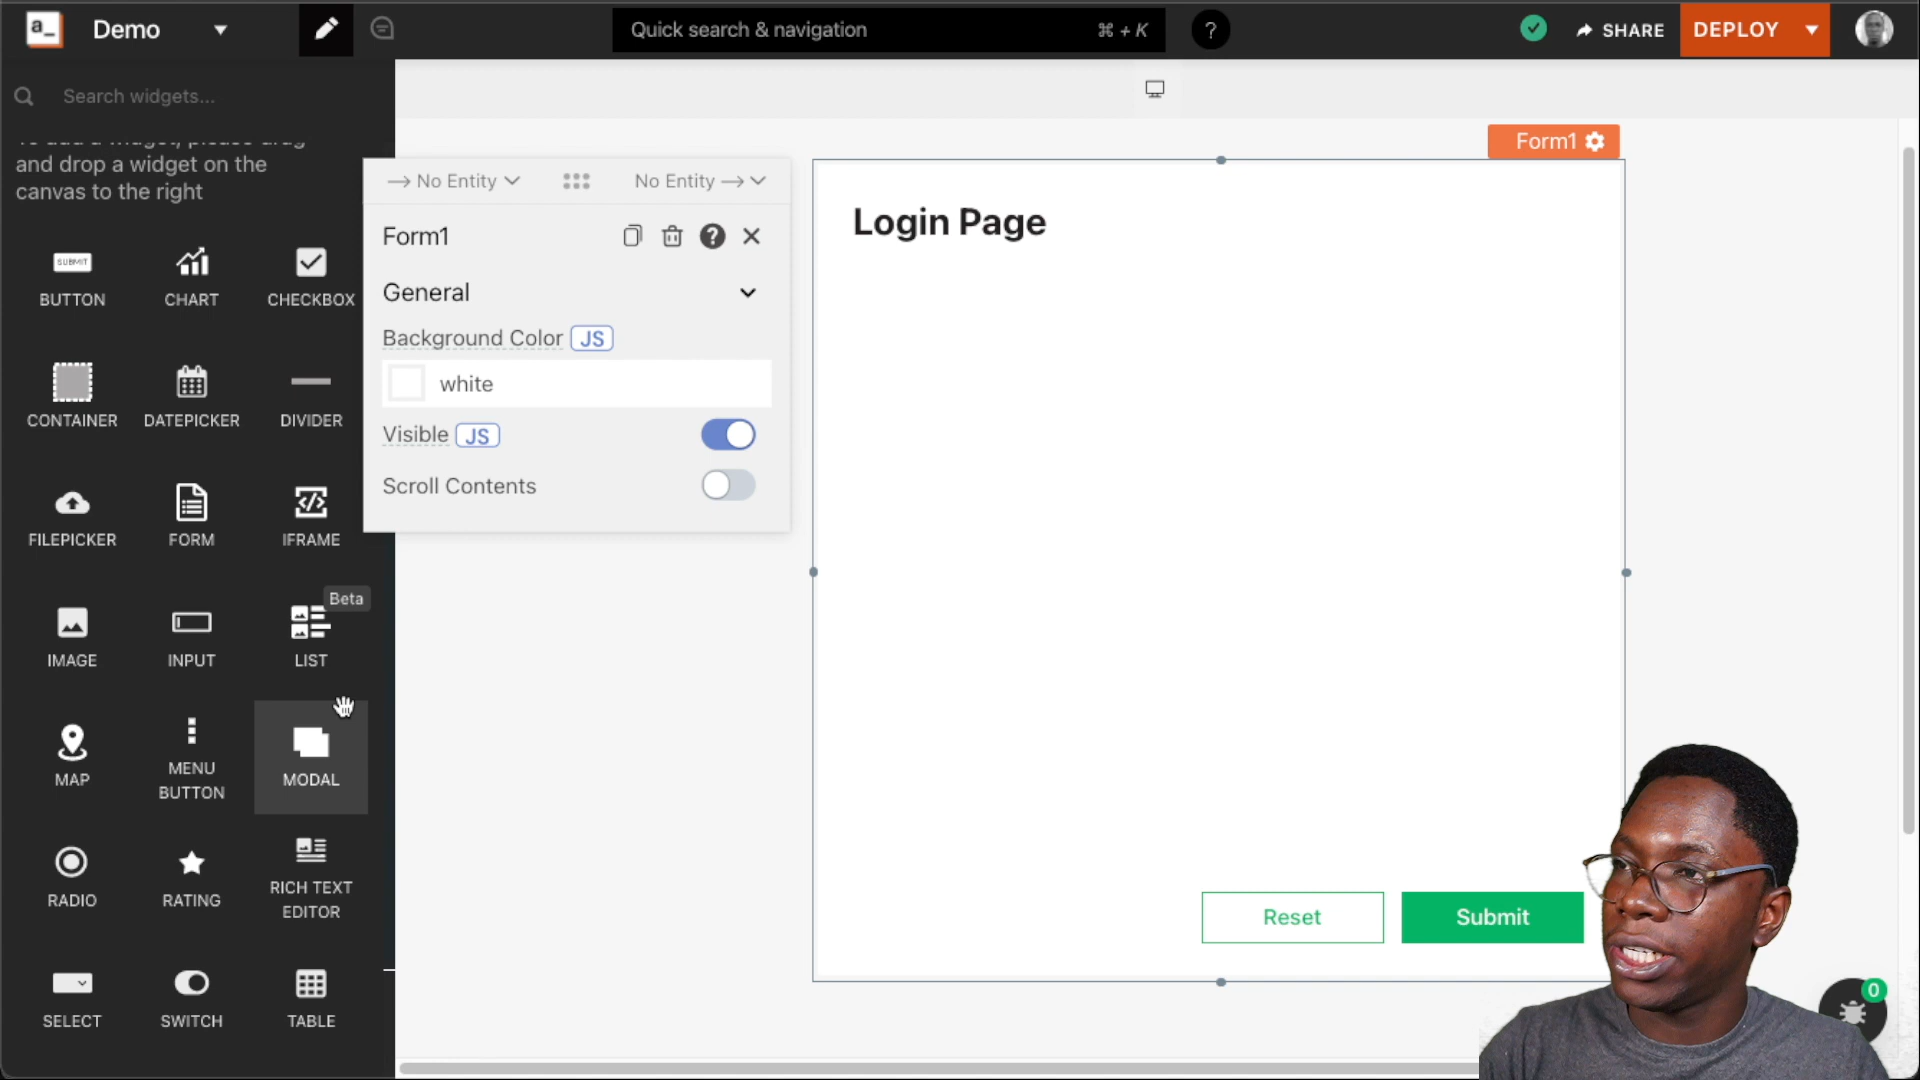 a_ Demo
Quick search & navigation ⌘ + K ?
SHARE DEPLOY
Search widgets...
and drop a widget on the
canvas to the right
SUBMIT
BUTTON CHART CHECKBOX
CONTAINER DATEPICKER DIVIDER
FILEPICKER FORM IFRAME
Beta
IMAGE INPUT LIST
MAP MENU BUTTON MODAL
RADIO RATING RICH TEXT EDITOR
SELECT SWITCH TABLE
No Entity No Entity
Form1 ?
General
Background Color JS
white
Visible JS
Scroll Contents
Form1
Login Page
Reset Submit
0